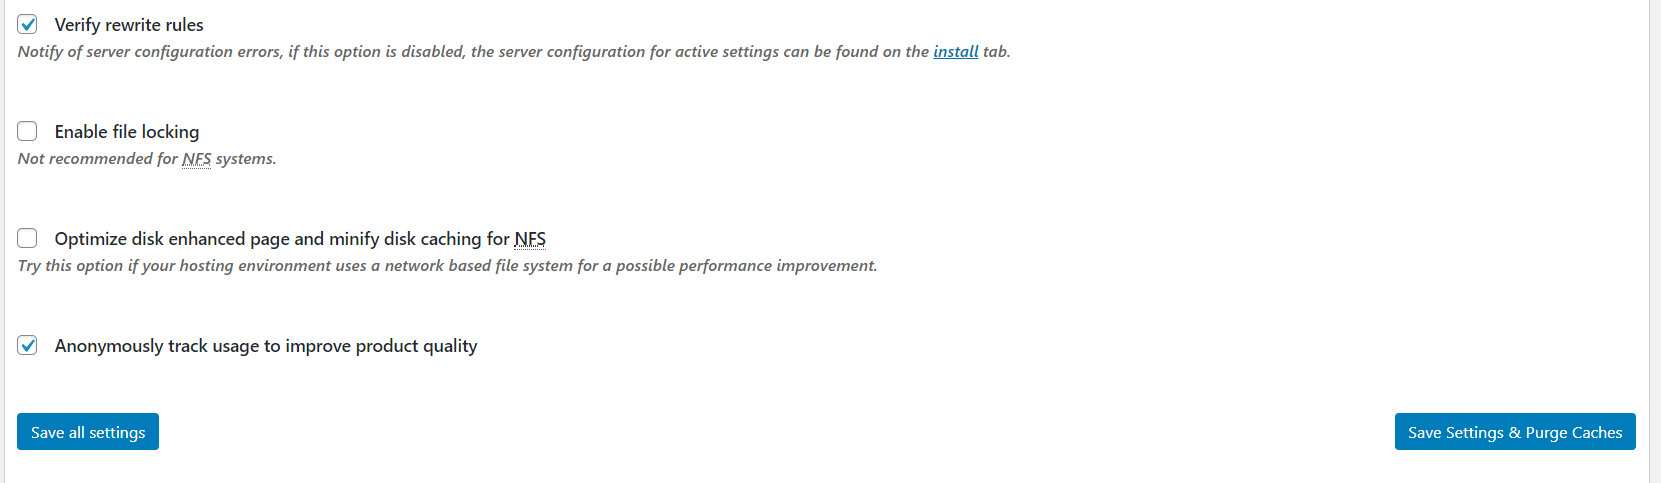 Verify rewrite rules
Notify of server configuration errors, if this option is disabled, the server configuration for active settings can be found on the install tab.
Enable file locking
Not recommended for NFS systems.
Optimize disk enhanced page and minify disk caching for NFS
Try this option if your hosting environment uses a network based file system for a possible performance improvement.
Anonymously track usage to improve product quality
Save all settings
Save Settings & Purge Caches